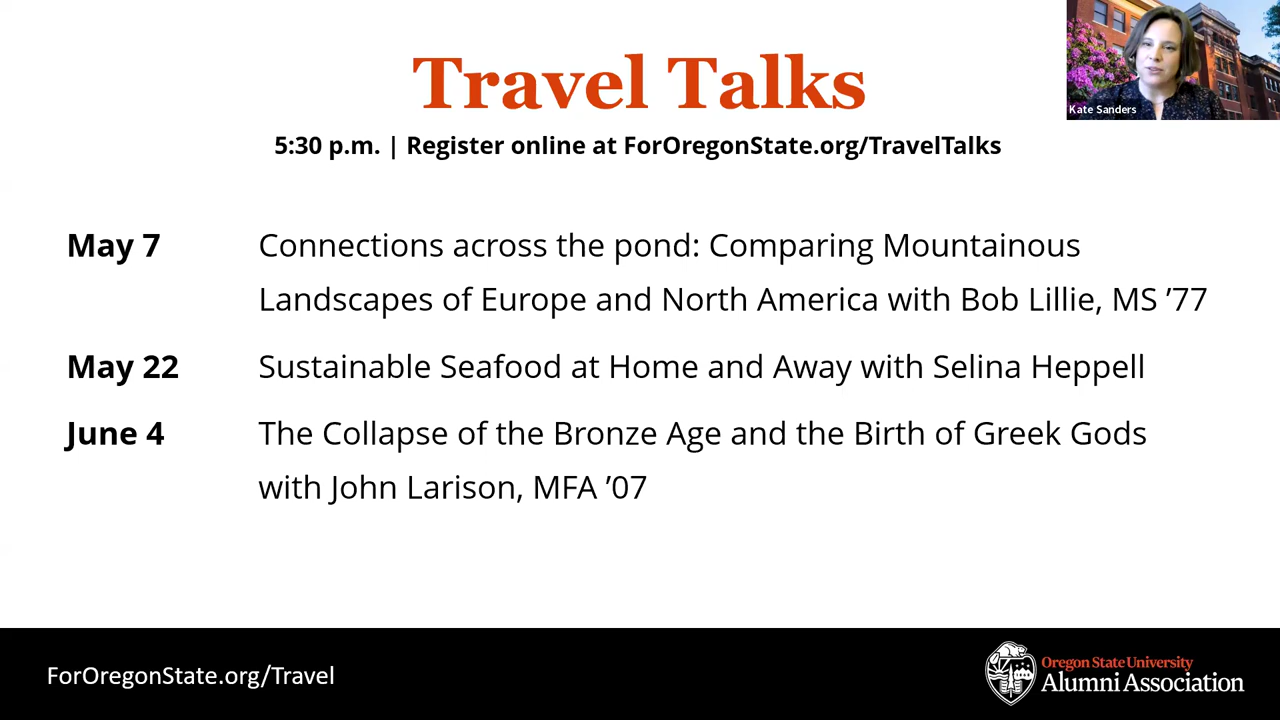 Travel Talks
Kate Sanders
5:30 p.m. | Register online at ForOregonState.org/TravelTalks
May 7 Connections across the pond: Comparing Mountainous
Landscapes of Europe and North America with Bob Lillie, MS ’77
May 22 Sustainable Seafood at Home and Away with Selina Heppell
June 4 The Collapse of the Bronze Age and the Birth of Greek Gods
with John Larison, MFA ’07
ForOregonState.org/Travel
Oregon State University
Alumni Association